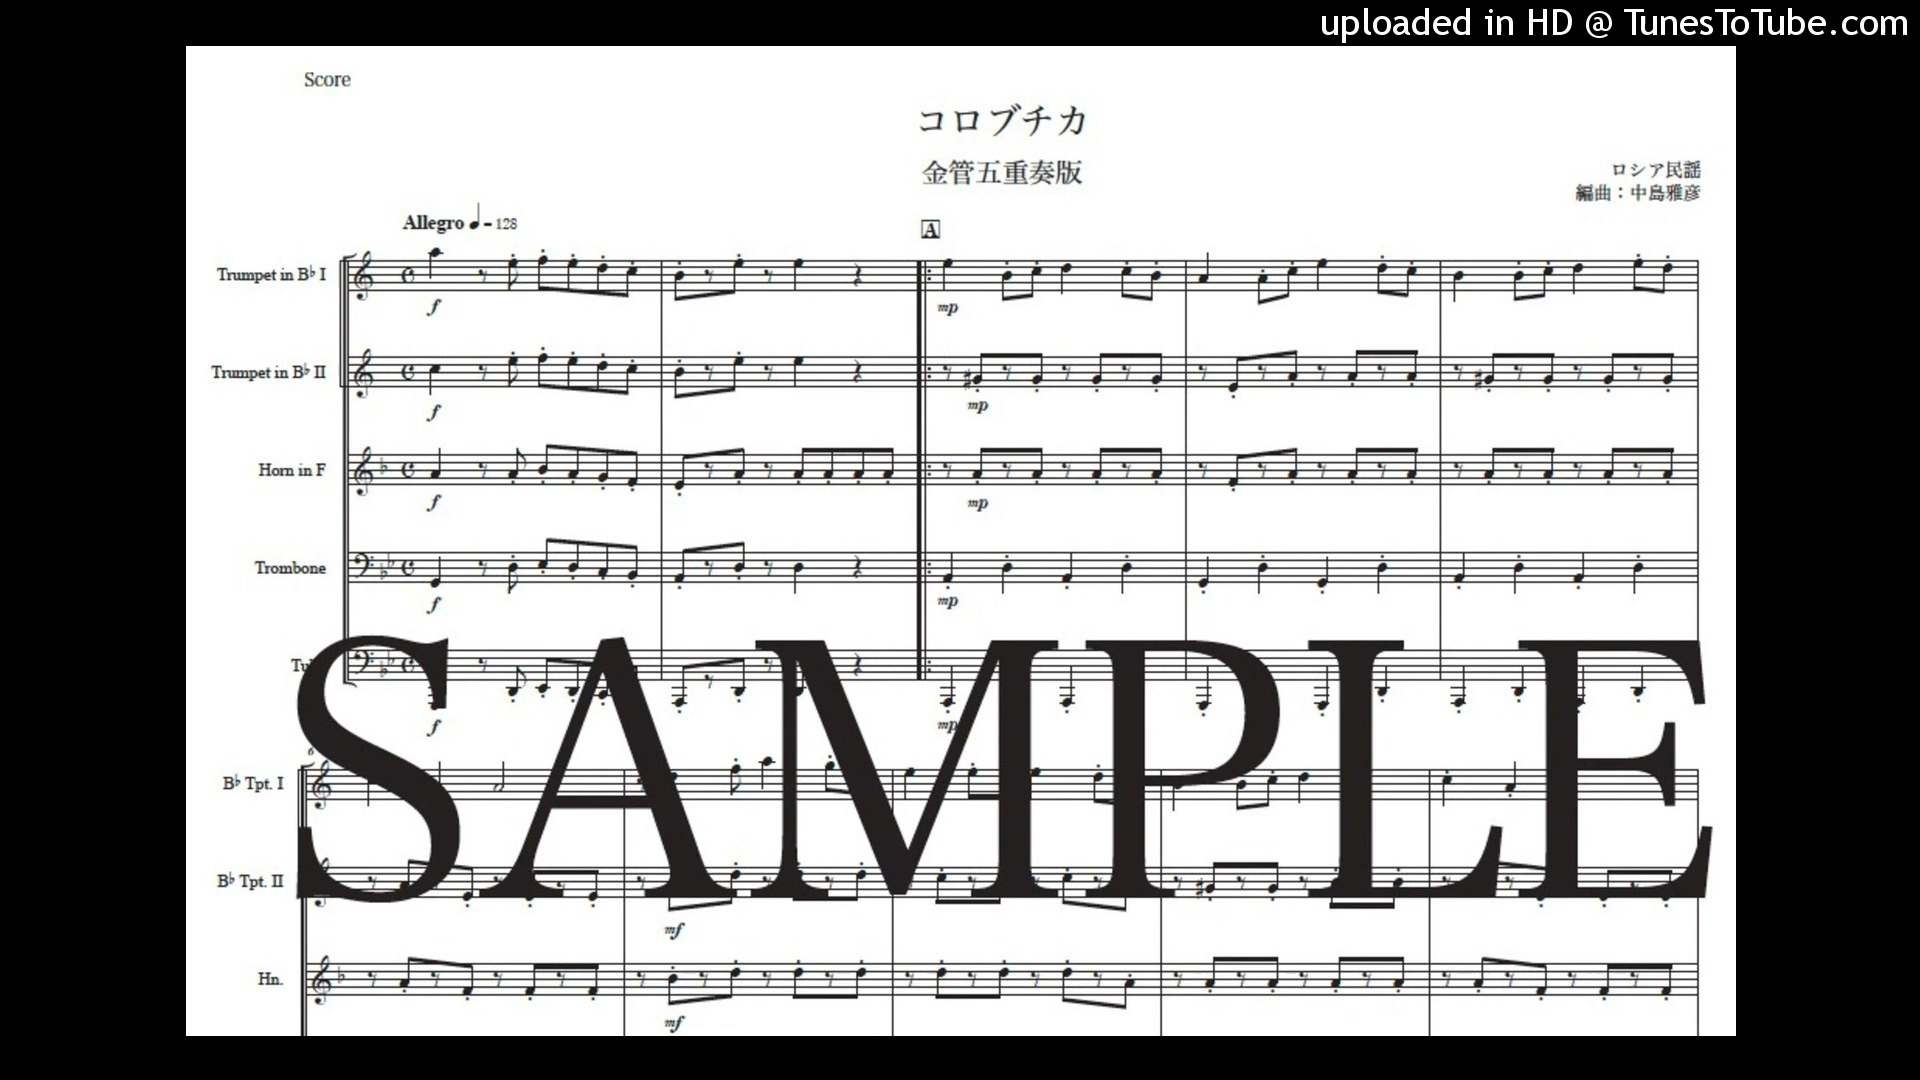 uploaded in HD @ TunesToTube.com
Score
コロブチカ
金管五重奏版
ロシア民謡
編曲：中島雅彦
Allegro ♩=128
A
Trumpet in B♭ I
f
mp
Trumpet in B♭ II
f
mp
Horn in F
f
mp
Trombone
f
mp
f
mp
SAMPLE
6
B♭ Tpt. I
B♭ Tpt. II
mf
Hn.
mf